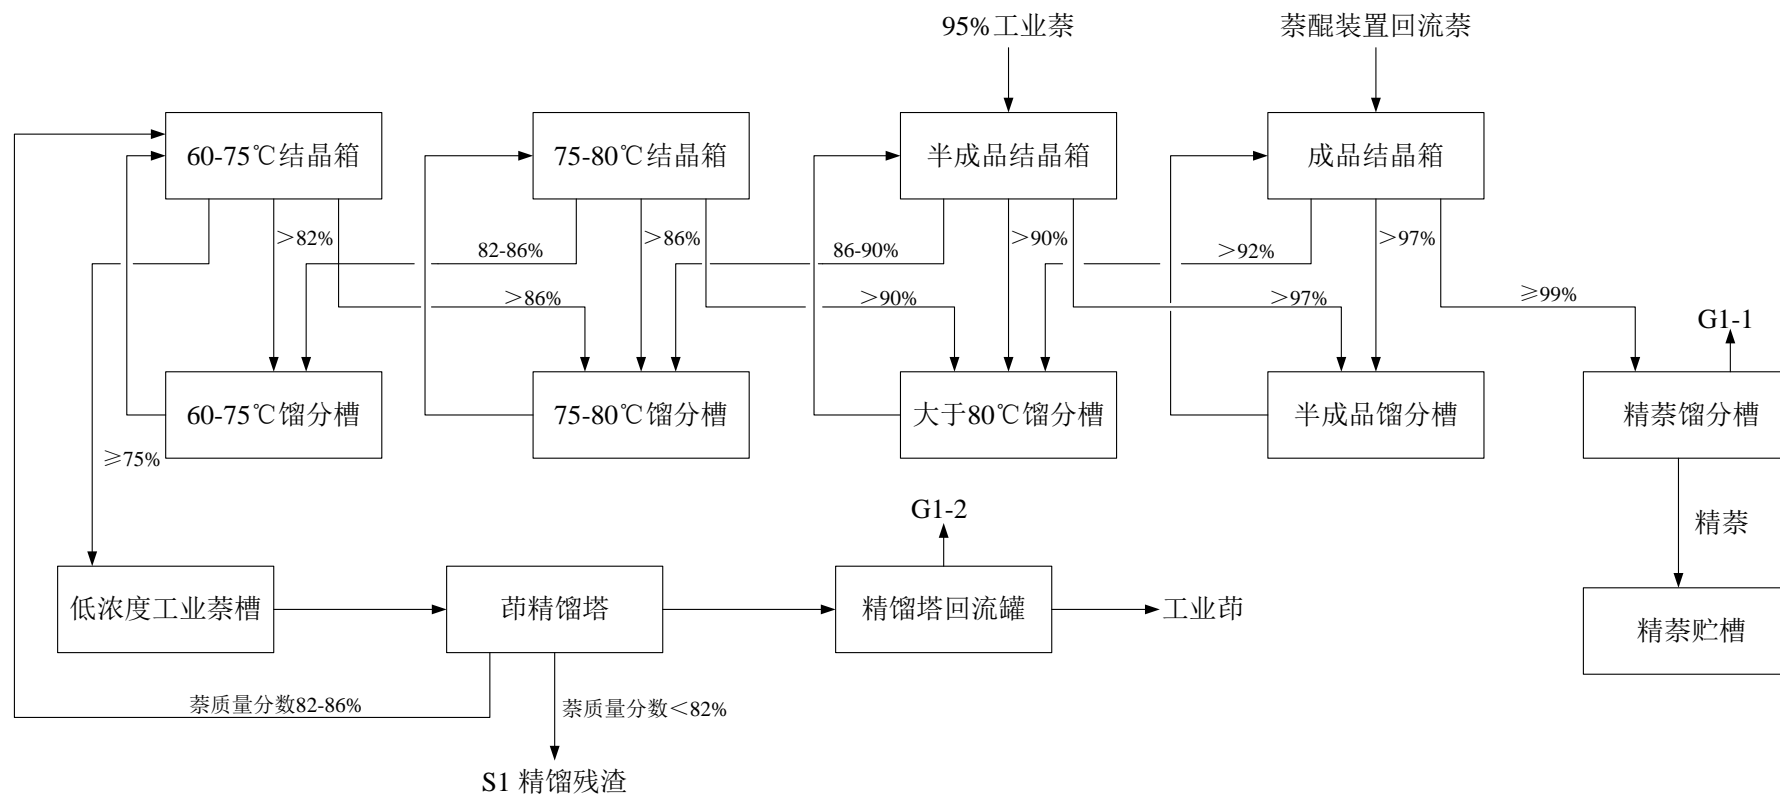 95%工业萘
萘醌装置回流萘
60-75℃结晶箱
75-80℃结晶箱
半成品结晶箱
成品结晶箱
＞82%
82-86%
＞86%
86-90%
＞90%
＞92%
＞97%
＞86%
＞90%
＞97%
≥99%
G1-1
60-75℃馏分槽
75-80℃馏分槽
大于80℃馏分槽
半成品馏分槽
精萘馏分槽
≥75%
G1-2
精萘
低浓度工业萘槽
茚精馏塔
精馏塔回流罐
工业茚
精萘贮槽
萘质量分数82-86%
萘质量分数＜82%
S1 精馏残渣